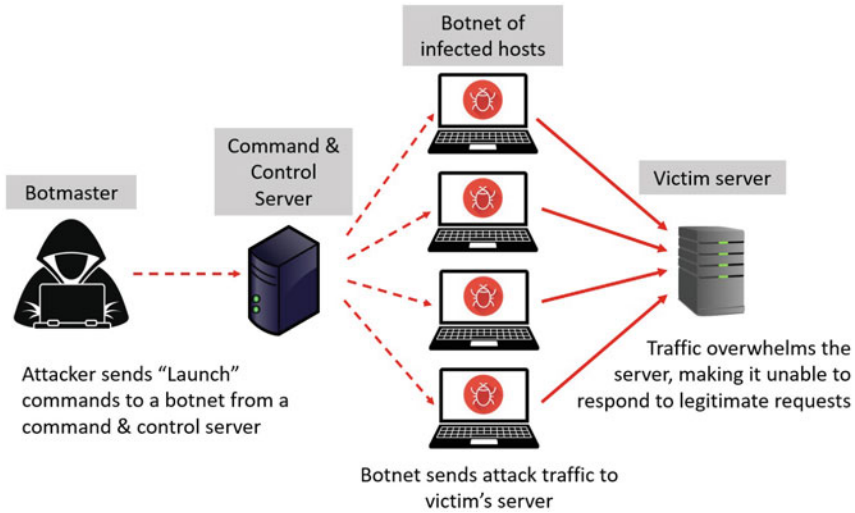 Botnet of
infected hosts
Command &
Control
Server
Botmaster
Victim server
Attacker sends “Launch”
commands to a botnet from a
command & control server
Traffic overwhelms the
server, making it unable to
respond to legitimate requests
Botnet sends attack traffic to
victim’s server